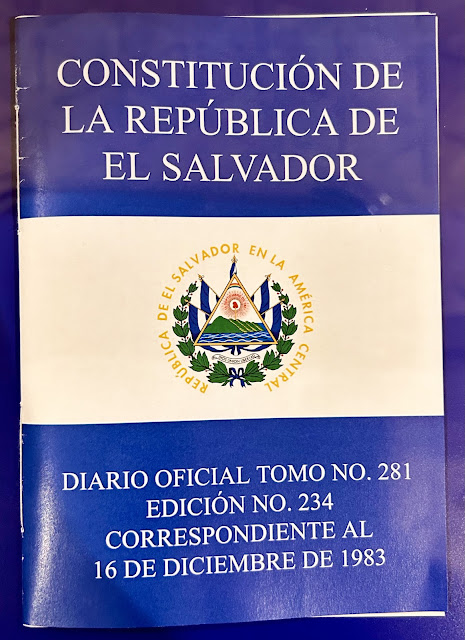 CONSTITUCIÓN DE
LA REPÚBLICA DE
EL SALVADOR
REPÚBLICA DE EL SALVADOR EN LA AMÉRICA CENTRAL
DIARIO OFICIAL TOMO NO. 281
EDICIÓN NO. 234
CORRESPONDIENTE AL
16 DE DICIEMBRE DE 1983